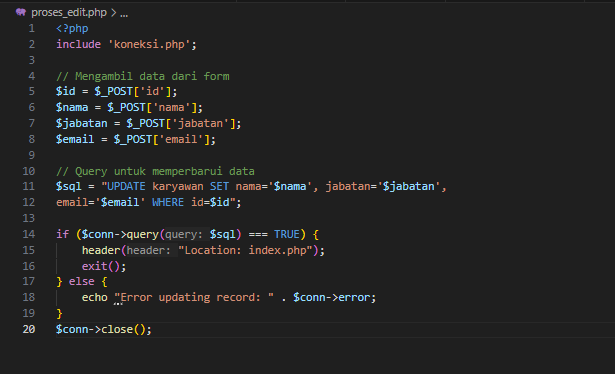 proses_edit.php > ...
1 <?php
2 include 'koneksi.php';
3
4 // Mengambil data dari form
5 $id = $_POST['id'];
6 $nama = $_POST['nama'];
7 $jabatan = $_POST['jabatan'];
8 $email = $_POST['email'];
9
10 // Query untuk memperbarui data
11 $sql = "UPDATE karyawan SET nama='$nama', jabatan='$jabatan',
12 email='$email' WHERE id=$id";
13
14 if ($conn->query(query: $sql) === TRUE) {
15     header(header: "Location: index.php");
16     exit();
17 } else {
18     echo "Error updating record: " . $conn->error;
19 }
20 $conn->close();